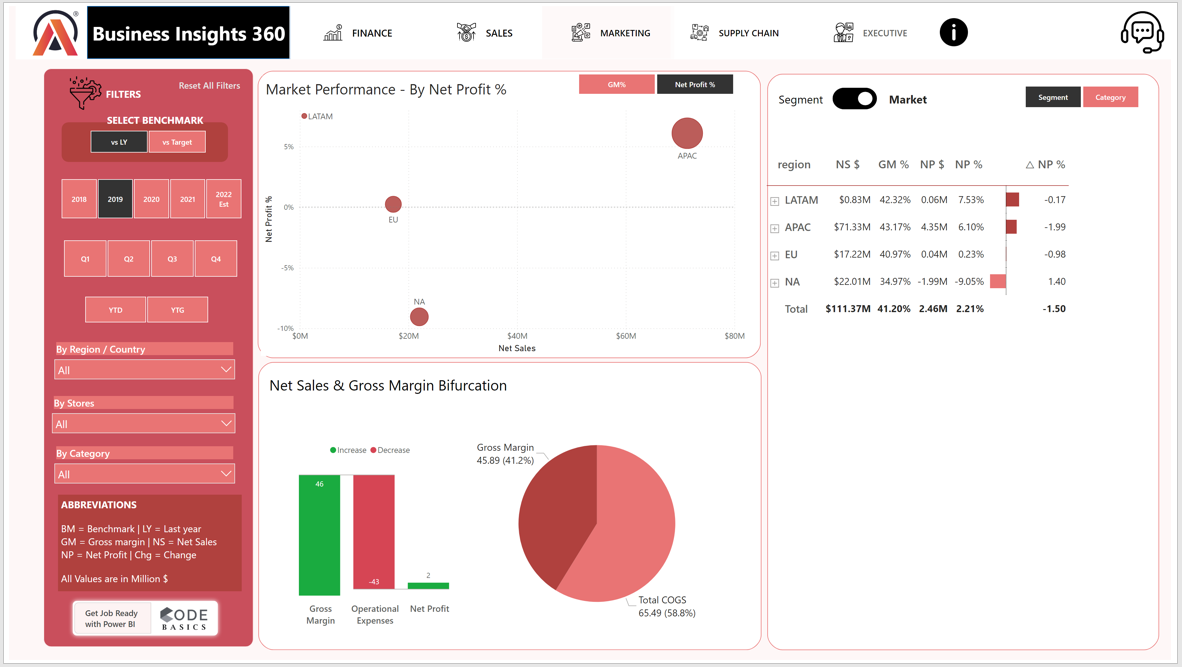 Business Insights 360
FINANCE
SALES
MARKETING
SUPPLY CHAIN
EXECUTIVE
i
®
FILTERS
Reset All Filters
SELECT BENCHMARK
vs LY
vs Target
2018
2019
2020
2021
2022
Est
Q1
Q2
Q3
Q4
YTD
YTG
By Region / Country
All
By Stores
All
By Category
All
ABBREVIATIONS
BM = Benchmark | LY = Last year
GM = Gross margin | NS = Net Sales
NP = Net Profit | Chg = Change
All Values are in Million $
Get Job Ready
with Power BI
CODE
BASICS
Market Performance - By Net Profit %
GM%
Net Profit %
LATAM
5%
0%
-5%
-10%
Net Profit %
APAC
EU
NA
$0M
$20M
$40M
$60M
$80M
Net Sales
Net Sales & Gross Margin Bifurcation
Increase
Decrease
46
-43
2
Gross
Margin
Operational
Expenses
Net Profit
Gross Margin
45.89 (41.2%)
Total COGS
65.49 (58.8%)
Segment
Market
Segment
Category
region NS $ GM % NP $ NP % △ NP %
LATAM $0.83M 42.32% 0.06M 7.53% -0.17
APAC $71.33M 43.17% 4.35M 6.10% -1.99
EU $17.22M 40.97% 0.04M 0.23% -0.98
NA $22.01M 34.97% -1.99M -9.05% 1.40
Total $111.37M 41.20% 2.46M 2.21% -1.50